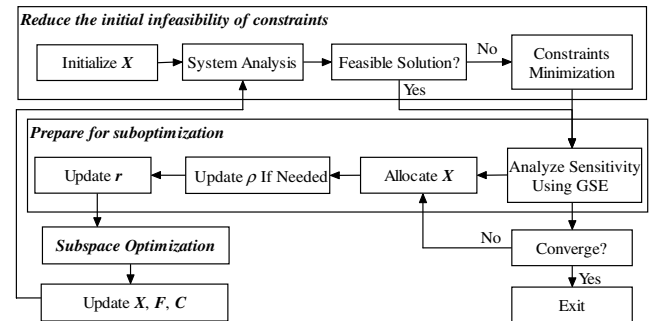 Reduce the initial infeasibility of constraints
Initialize X
System Analysis
Feasible Solution?
No
Constraints
Minimization
Yes
Prepare for suboptimization
Update r
Update ρ If Needed
Allocate X
Analyze Sensitivity
Using GSE
Subspace Optimization
No
Converge?
Yes
Update X, F, C
Exit